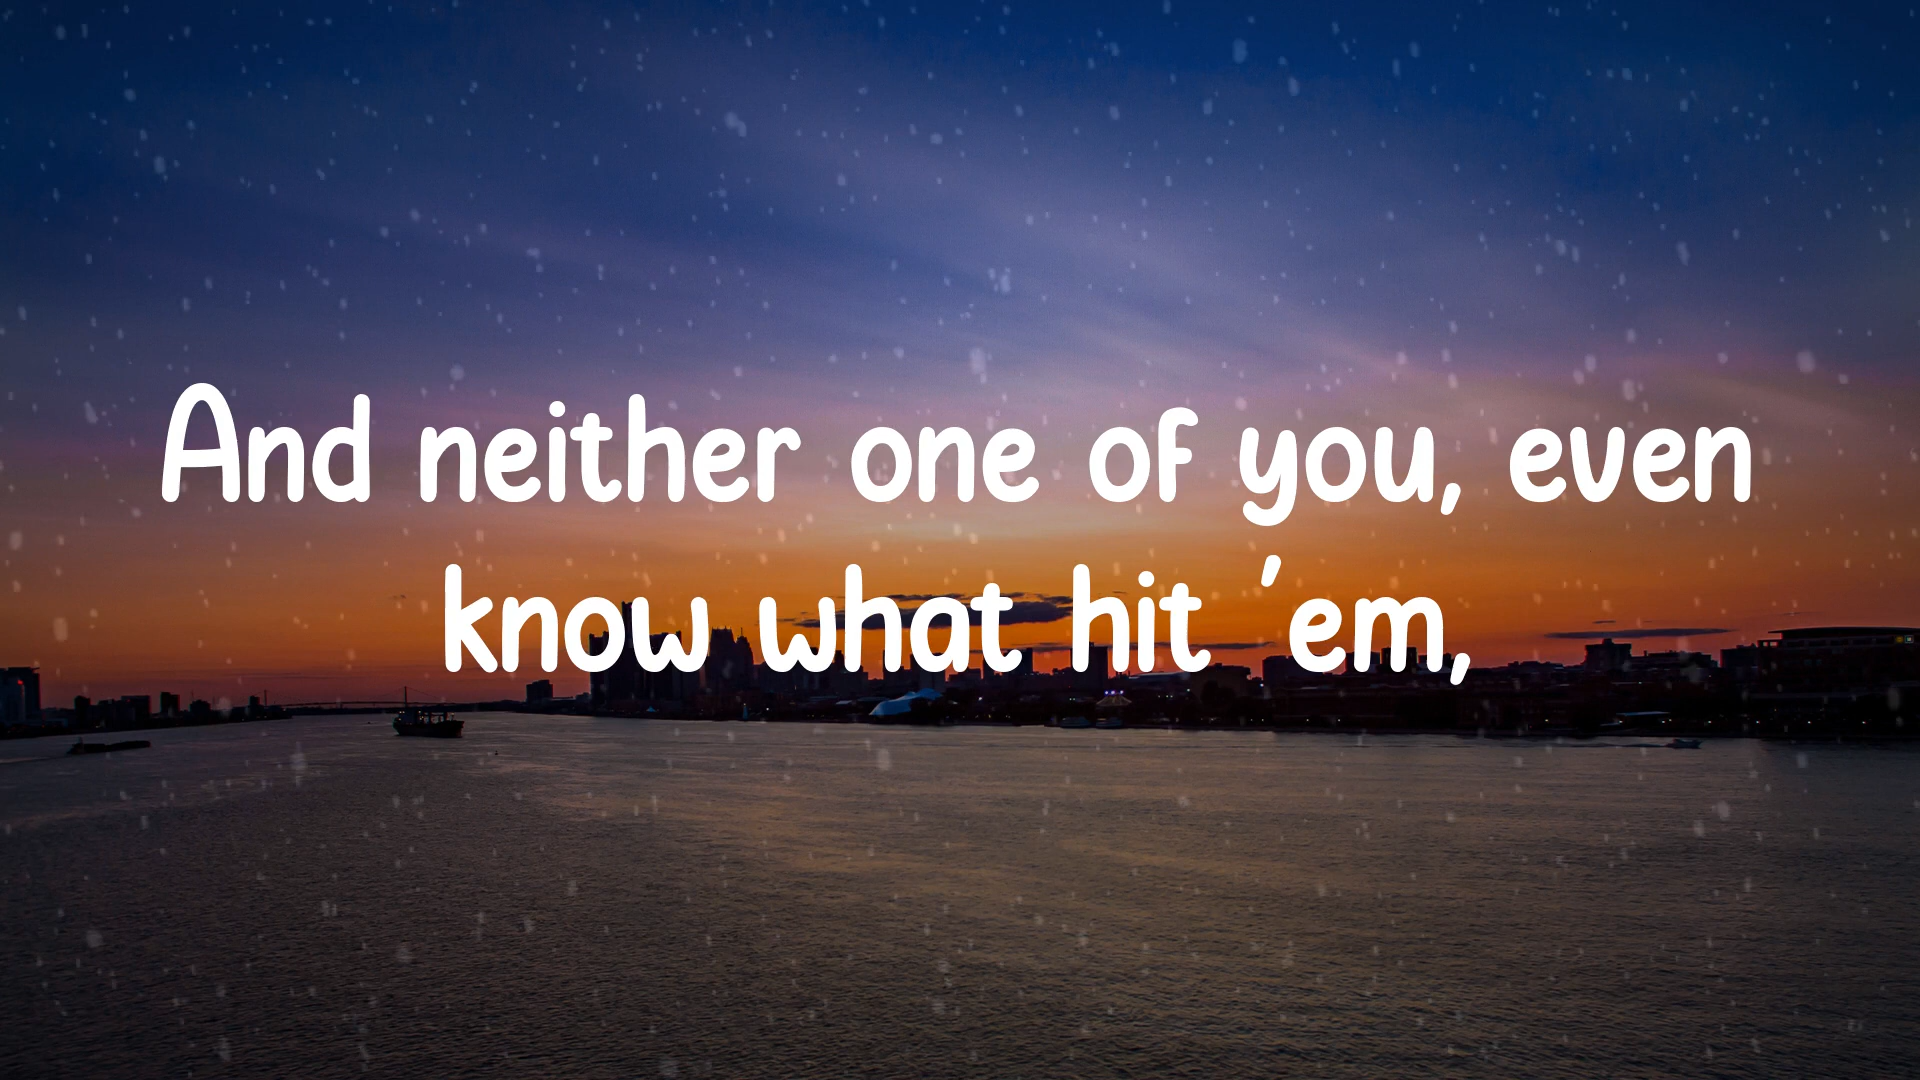 And neither one of you, even
know what hit 'em,